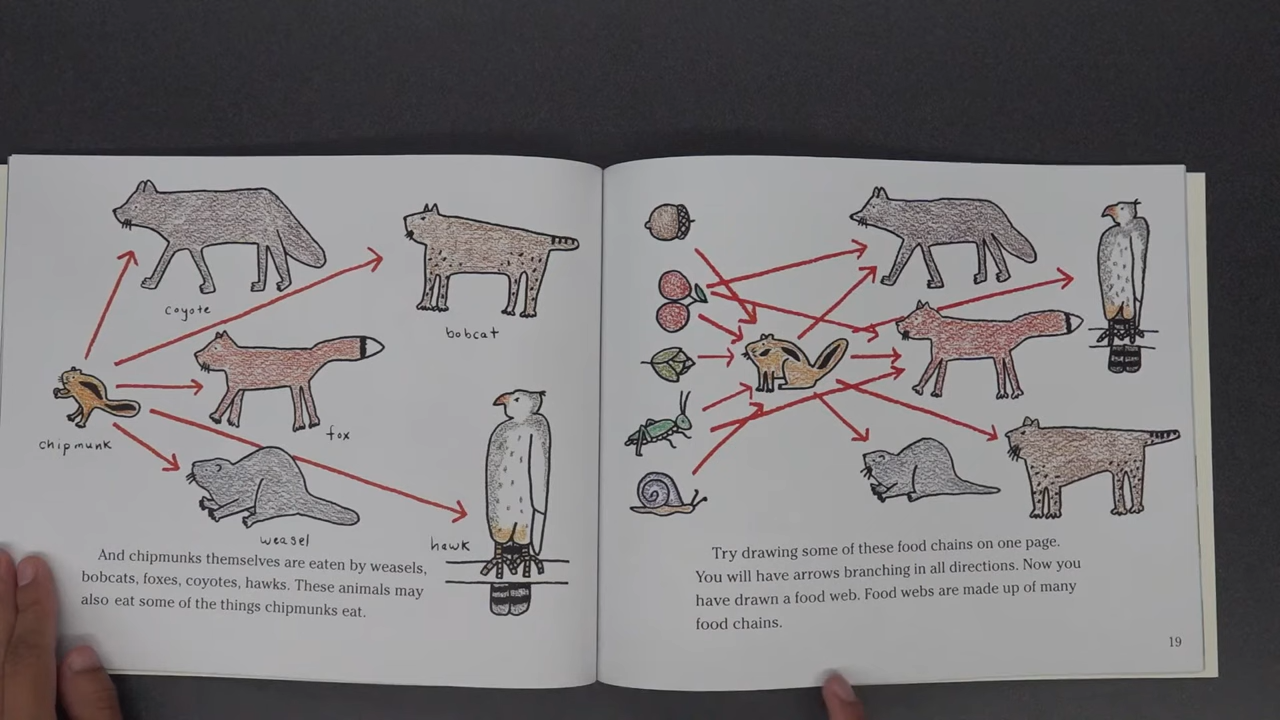 coyote
bobcat
fox
chipmunk
weasel
hawk
And chipmunks themselves are eaten by weasels,
bobcats, foxes, coyotes, hawks. These animals may
also eat some of the things chipmunks eat.
Try drawing some of these food chains on one page.
You will have arrows branching in all directions. Now you
have drawn a food web. Food webs are made up of many
food chains.
19